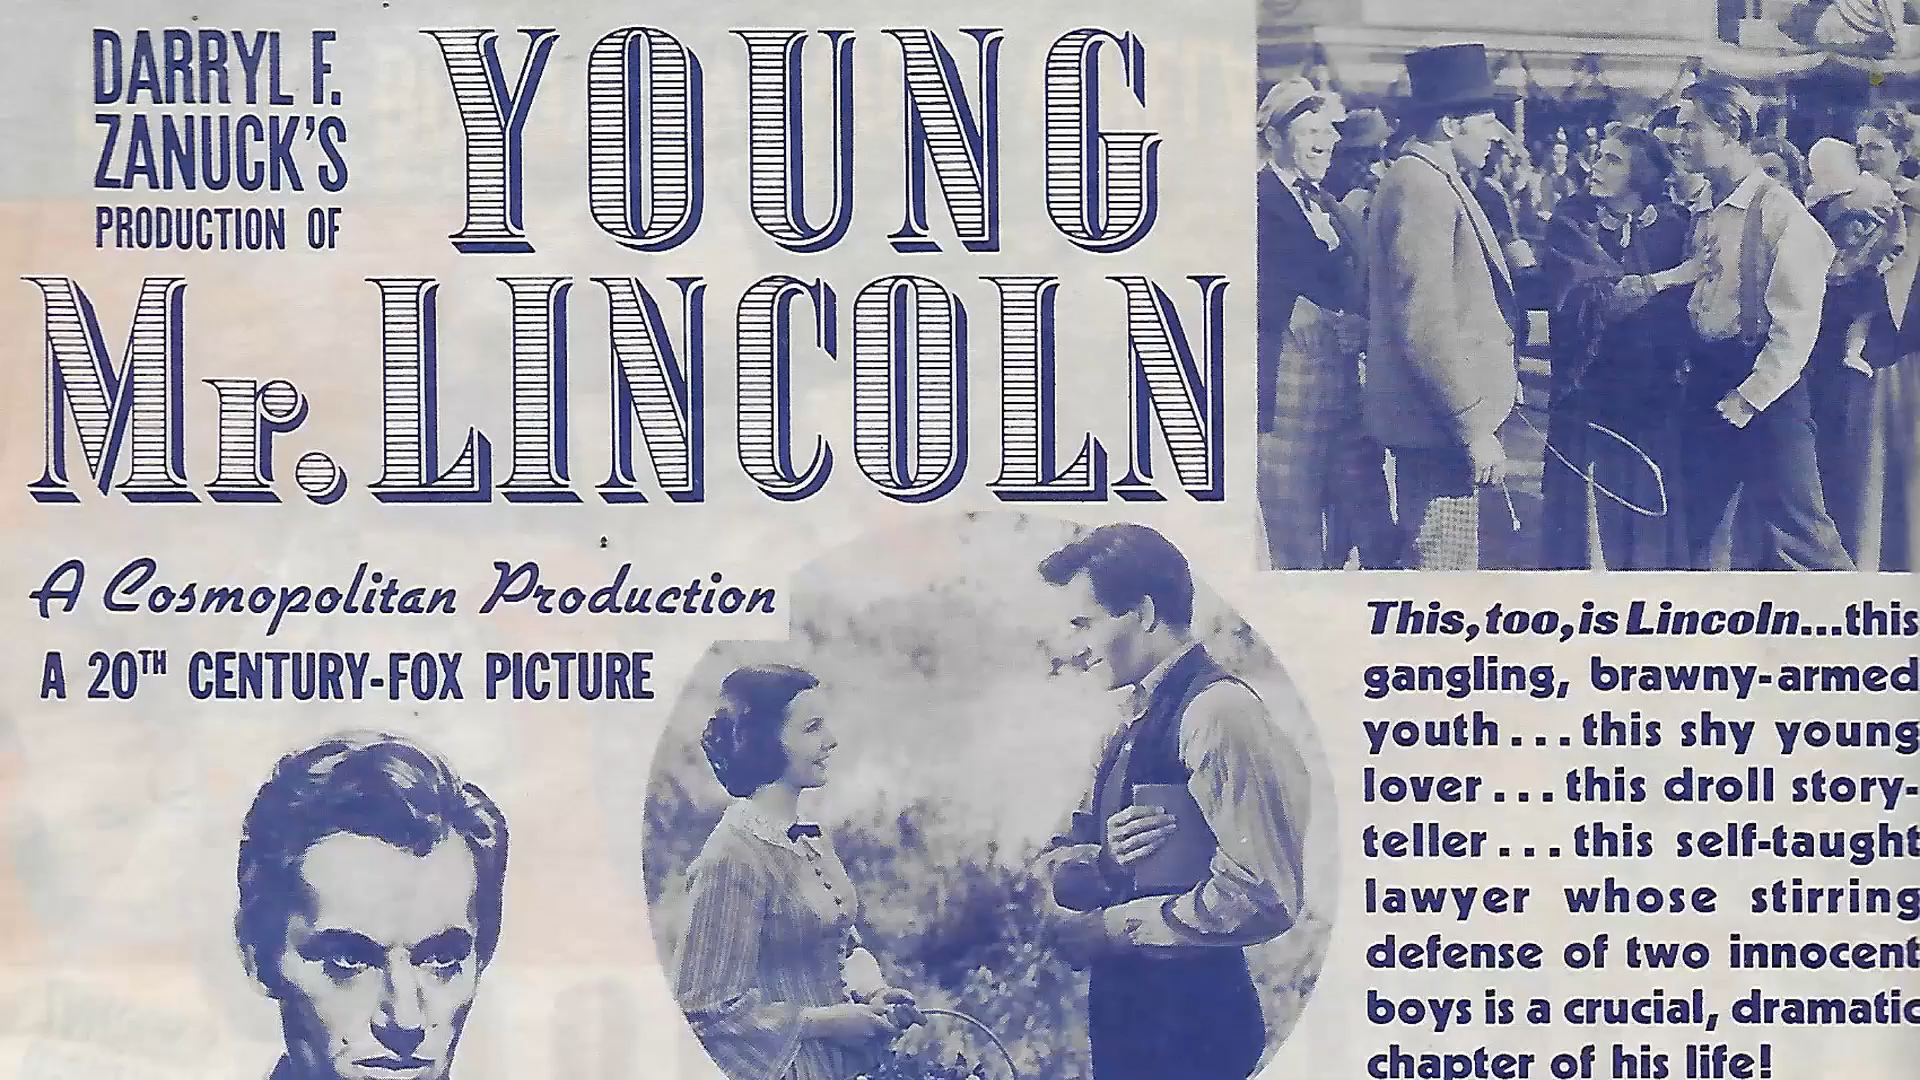 DARRYL F.
ZANUCK'S
PRODUCTION OF
YOUNG
Mr. LINCOLN
A Cosmopolitan Production
A 20TH CENTURY-FOX PICTURE
This, too, is Lincoln...this
gangling, brawny-armed
youth...this shy young
lover...this droll story-
teller...this self-taught
lawyer whose stirring
defense of two innocent
boys is a crucial, dramatic
chapter of his life!